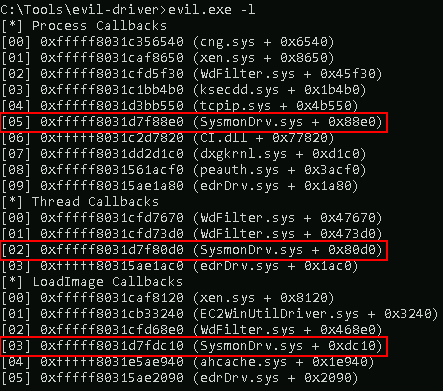 C:\Tools\evil-driver>evil.exe -l
[*] Process Callbacks
[00] 0xfffff8031c356540 (cng.sys + 0x6540)
[01] 0xfffff8031caf8650 (xen.sys + 0x8650)
[02] 0xfffff8031cfd5f30 (WdFilter.sys + 0x45f30)
[03] 0xfffff8031c1bb4b0 (ksecdd.sys + 0x1b4b0)
[04] 0xfffff8031d3bb550 (tcpip.sys + 0x4b550)
[05] 0xfffff8031d7f88e0 (SysmonDrv.sys + 0x88e0)
[06] 0xfffff8031c2d7820 (CI.dll + 0x77820)
[07] 0xfffff8031dd2d1c0 (dxgkrnl.sys + 0xd1c0)
[08] 0xfffff8031561acf0 (peauth.sys + 0x3acf0)
[09] 0xfffff80315ae1a80 (edrDrv.sys + 0x1a80)
[*] Thread Callbacks
[00] 0xfffff8031cfd7670 (WdFilter.sys + 0x47670)
[01] 0xfffff8031cfd73d0 (WdFilter.sys + 0x473d0)
[02] 0xfffff8031d7f80d0 (SysmonDrv.sys + 0x80d0)
[03] 0xfffff80315ae1ac0 (edrDrv.sys + 0x1ac0)
[*] LoadImage Callbacks
[00] 0xfffff8031caf8120 (xen.sys + 0x8120)
[01] 0xfffff8031cb33240 (EC2WinUtilDriver.sys + 0x3240)
[02] 0xfffff8031cfd68e0 (WdFilter.sys + 0x468e0)
[03] 0xfffff8031d7fdc10 (SysmonDrv.sys + 0xdc10)
[04] 0xfffff8031e5ae940 (ahcache.sys + 0x1e940)
[05] 0xfffff80315ae2090 (edrDrv.sys + 0x2090)